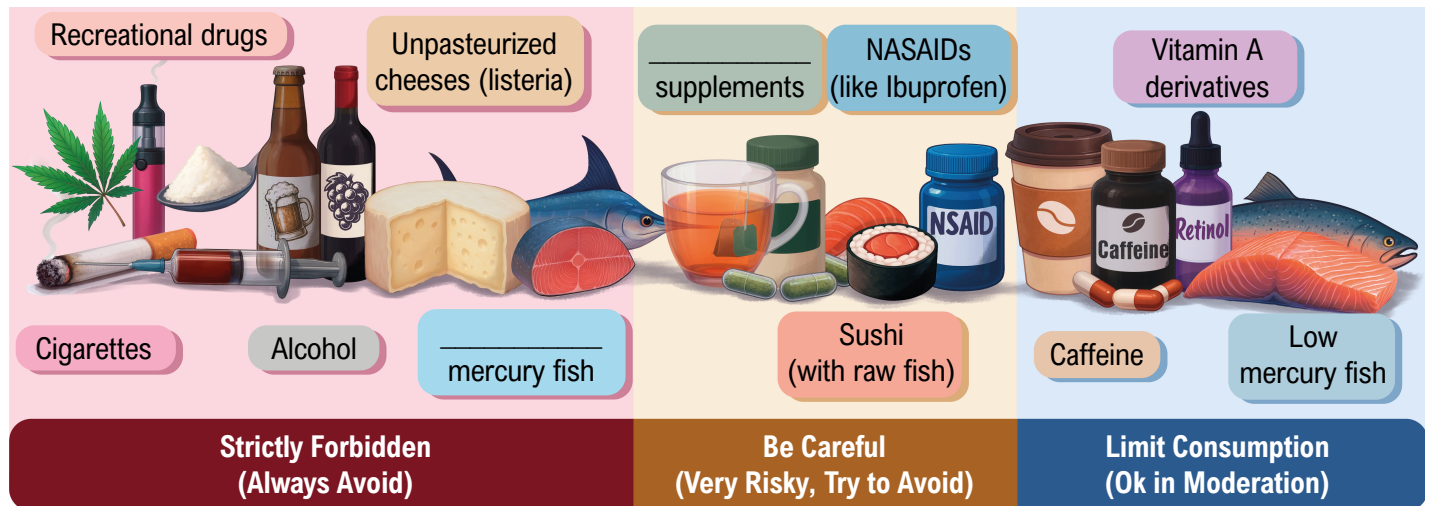 Recreational drugs
Unpasteurized
cheeses (listeria)
____________
supplements
NASAIDs
(like Ibuprofen)
Vitamin A
derivatives
NSAID
Caffeine
Retinol
Cigarettes
Alcohol
____________
mercury fish
Sushi
(with raw fish)
Caffeine
Low
mercury fish
Strictly Forbidden
(Always Avoid)
Be Careful
(Very Risky, Try to Avoid)
Limit Consumption
(Ok in Moderation)